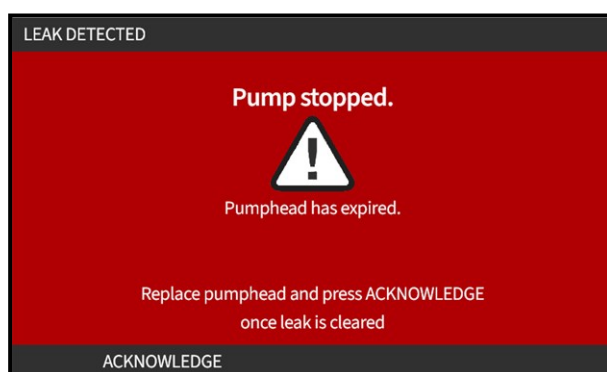 LEAK DETECTED
Pump stopped.
!
Pumphead has expired.
Replace pumphead and press ACKNOWLEDGE
once leak is cleared
ACKNOWLEDGE